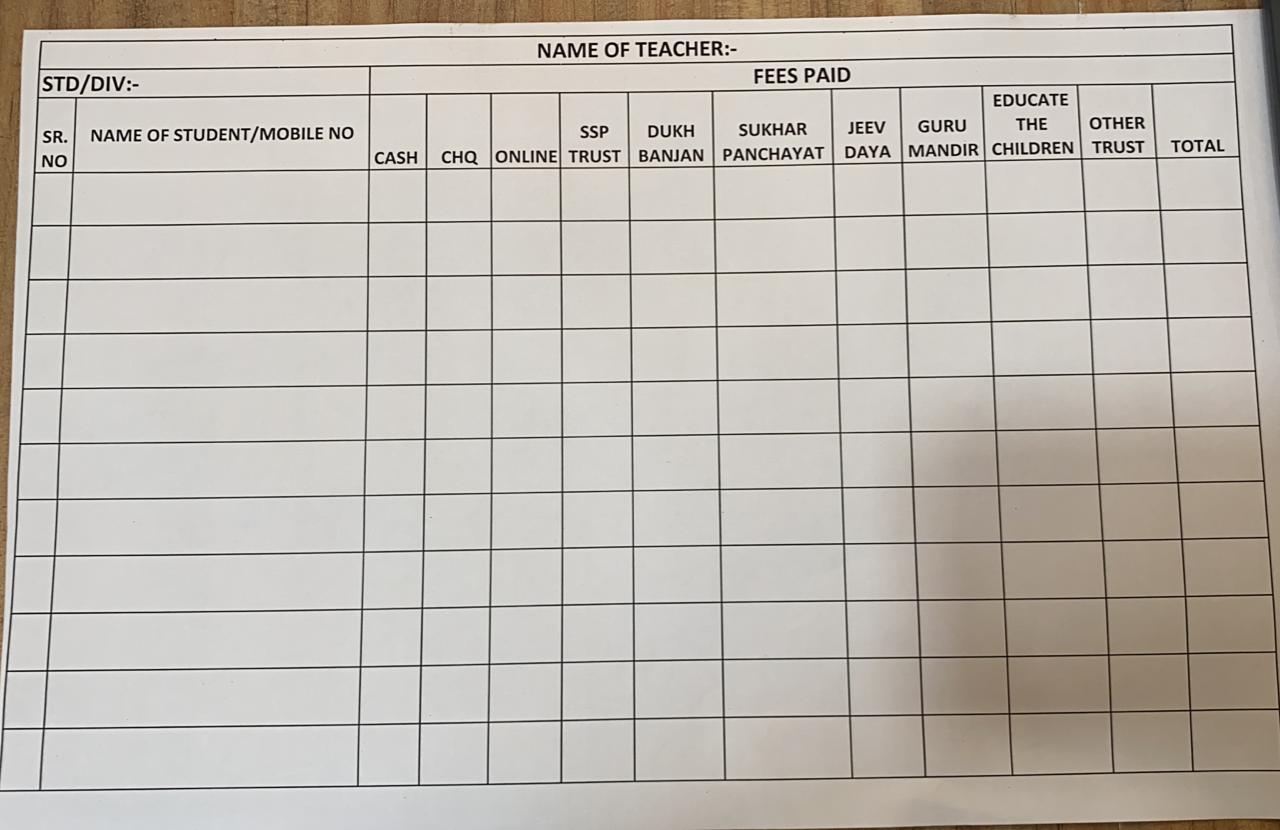 NAME OF TEACHER:-
STD/DIV:-
FEES PAID
SR. NO
NAME OF STUDENT/MOBILE NO
CASH
CHQ
ONLINE
SSP
TRUST
DUKH
BANJAN
SUKHAR
PANCHAYAT
JEEV
DAYA
GURU
MANDIR
EDUCATE
THE
CHILDREN
OTHER
TRUST
TOTAL